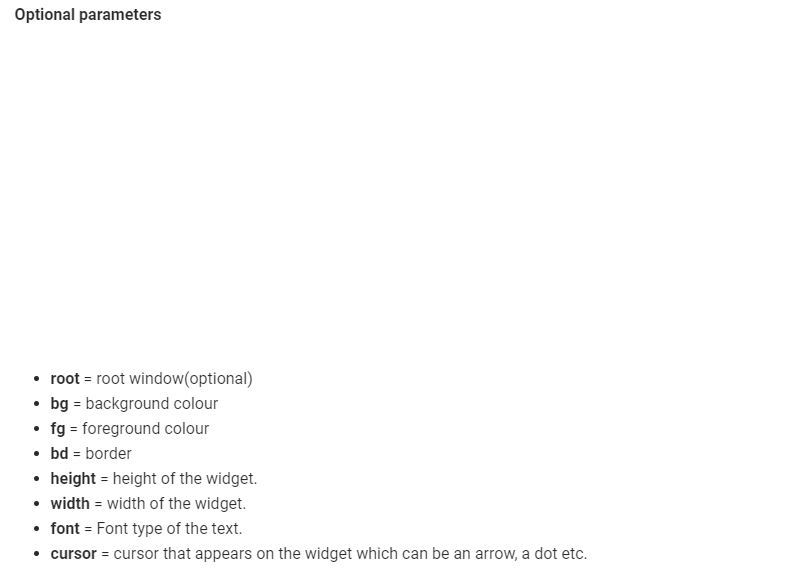 Optional parameters
• root = root window(optional)
• bg = background colour
• fg = foreground colour
• bd = border
• height = height of the widget.
• width = width of the widget.
• font = Font type of the text.
• cursor = cursor that appears on the widget which can be an arrow, a dot etc.